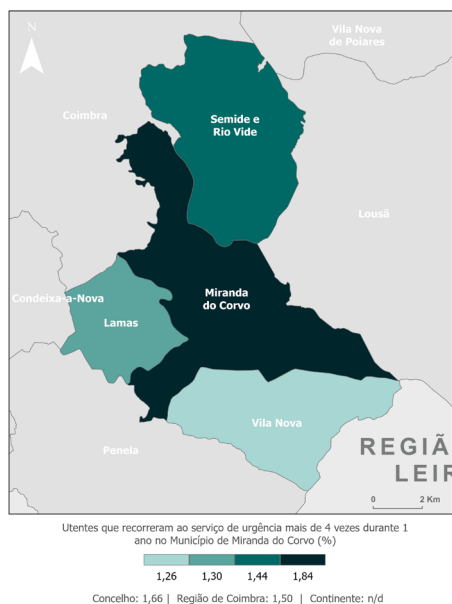 Vila Nova
de Poiares
N
Coimbra
Semide e
Rio Vide
Lousã
Condeixa-a-Nova
Miranda
do Corvo
Lamas
Vila Nova
Penela
REGIÃ
LEIR
0 2 Km
Utentes que recorreram ao serviço de urgência mais de 4 vezes durante 1
ano no Município de Miranda do Corvo (%)
1,26 1,30 1,44 1,84
Concelho: 1,66 | Região de Coimbra: 1,50 | Continente: n/d